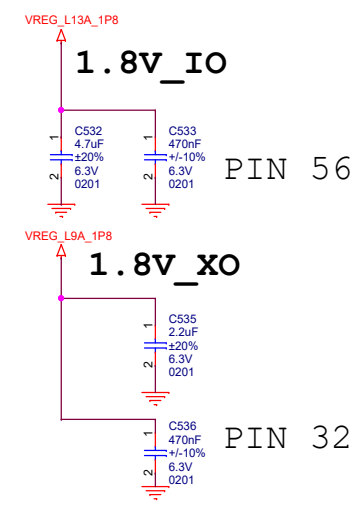 VREG_L13A_1P8
1.8V_IO
1
C532
4.7uF
±20%
6.3V
0201
2
1
C533
470nF
+/-10%
6.3V
0201
2
PIN 56
VREG_L9A_1P8
1.8V_XO
1
C535
2.2uF
±20%
6.3V
0201
2
1
C536
470nF
+/-10%
6.3V
0201
2
PIN 32